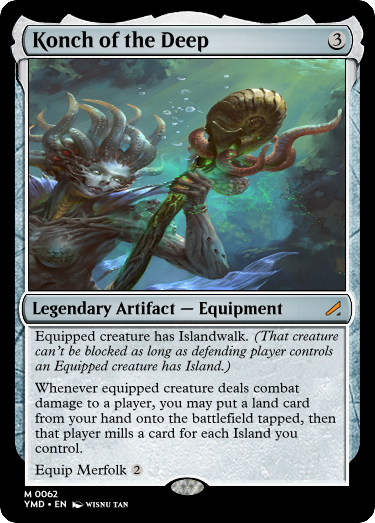 Konch of the Deep 3
Legendary Artifact — Equipment
Equipped creature has Islandwalk. (That creature
can't be blocked as long as defending player controls
an Equipped creature has Island.)
Whenever equipped creature deals combat
damage to a player, you may put a land card
from your hand onto the battlefield tapped, then
that player mills a card for each Island you
control.
Equip Merfolk 2
M 0062
YMD • EN WISNU TAN